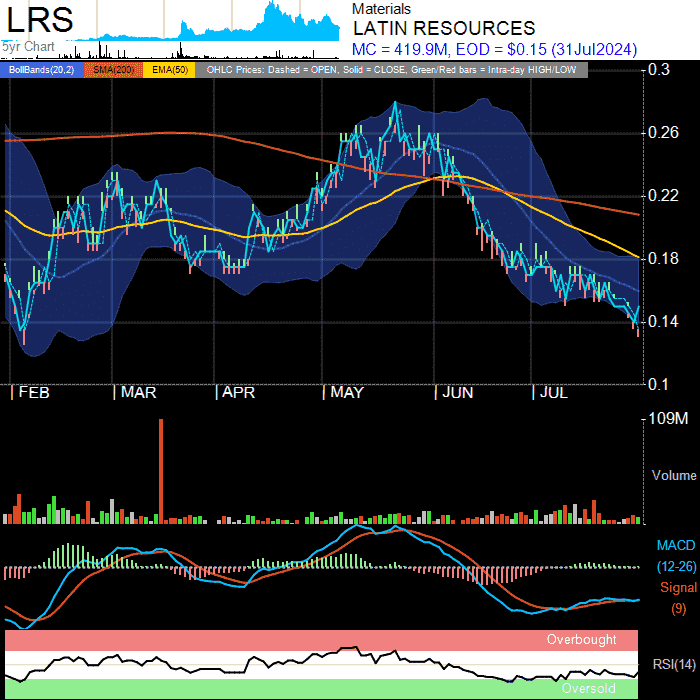 LRS
5yr Chart
Materials
LATIN RESOURCES
MC = 419.9M, EOD = $0.15 (31Jul2024)
BollBands(20,2) SMA(200) EMA(50) OHLC Prices: Dashed = OPEN, Solid = CLOSE, Green/Red bars = Intra-day HIGH/LOW
0.3
0.26
0.22
0.18
0.14
0.1
| FEB | MAR | APR | MAY | JUN | JUL
109M
Volume
MACD
(12-26)
Signal
(9)
Overbought
RSI(14)
Oversold